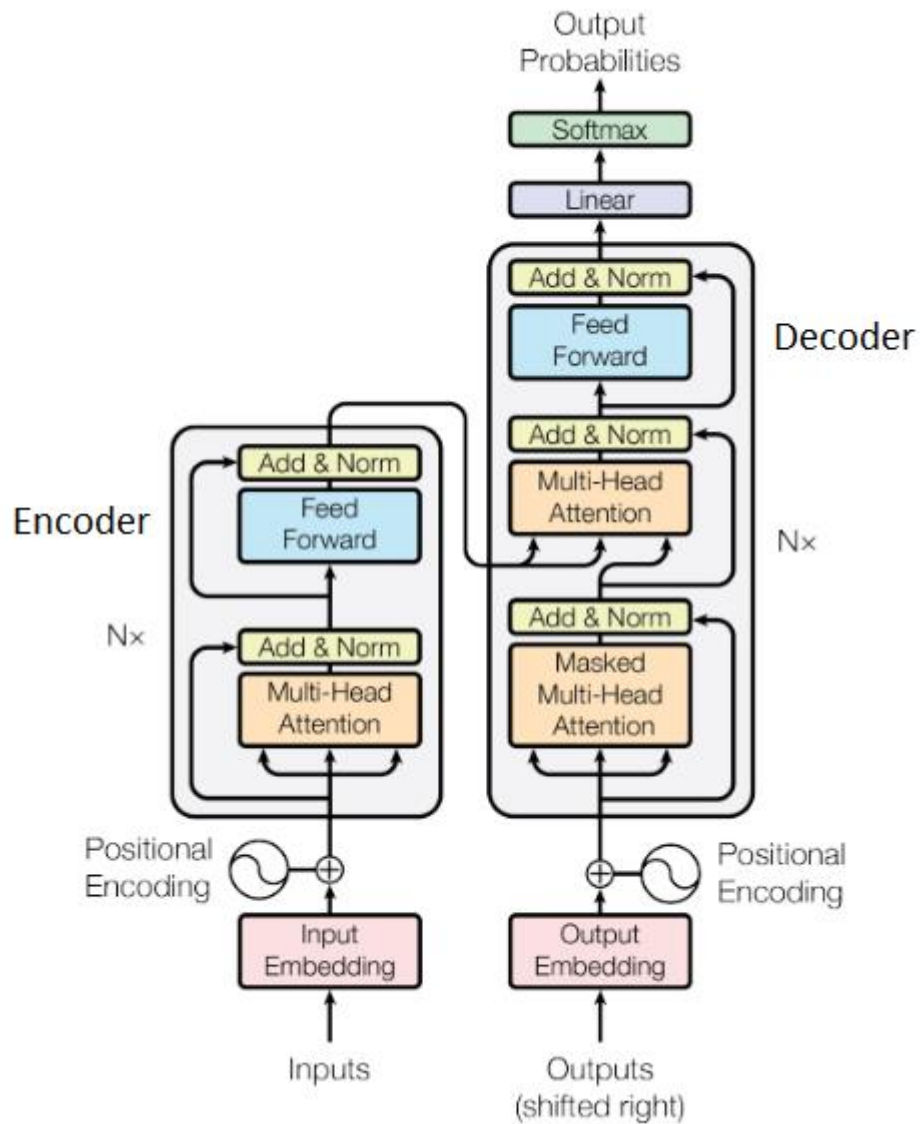 Output
Probabilities
Softmax
Linear
Add & Norm
Feed
Forward
Decoder
Add & Norm
Multi-Head
Attention
Nx
Add & Norm
Masked
Multi-Head
Attention
Add & Norm
Feed
Forward
Encoder
Nx
Add & Norm
Multi-Head
Attention
Positional
Encoding
Positional
Encoding
Input
Embedding
Output
Embedding
Inputs
Outputs
(shifted right)